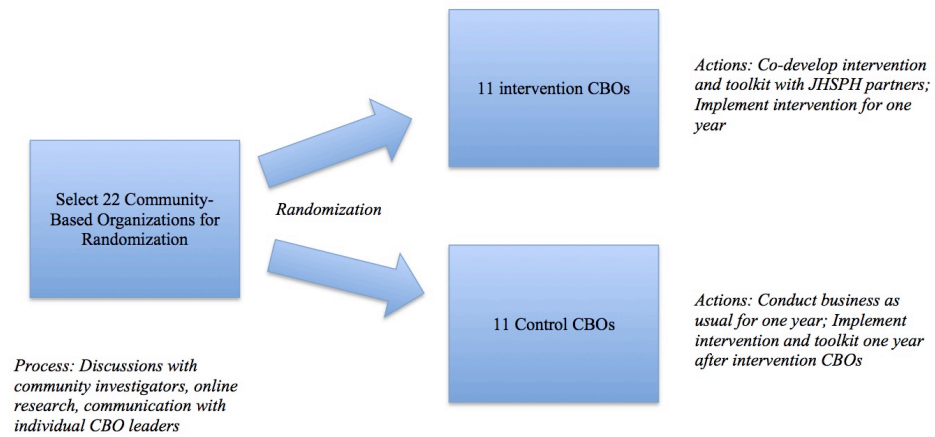 Select 22 Community-
Based Organizations for
Randomization
Process: Discussions with
community investigators, online
research, communication with
individual CBO leaders
Randomization
11 intervention CBOs
Actions: Co-develop intervention
and toolkit with JHSPH partners;
Implement intervention for one
year
11 Control CBOs
Actions: Conduct business as
usual for one year; Implement
intervention and toolkit one year
after intervention CBOs